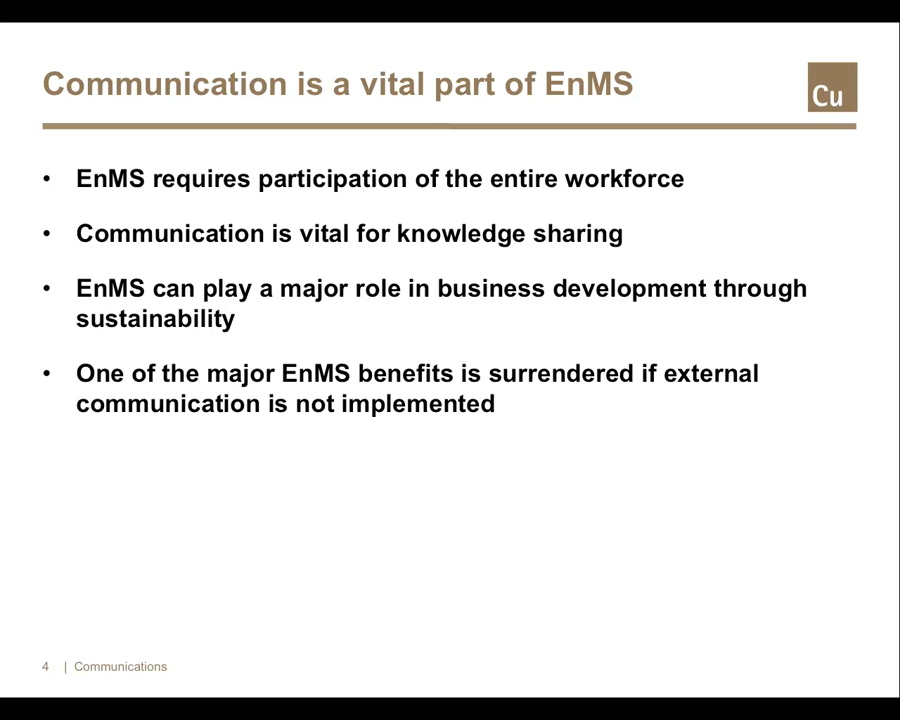 Communication is a vital part of EnMS
Cu
• EnMS requires participation of the entire workforce
• Communication is vital for knowledge sharing
• EnMS can play a major role in business development through
sustainability
• One of the major EnMS benefits is surrendered if external
communication is not implemented
4 | Communications